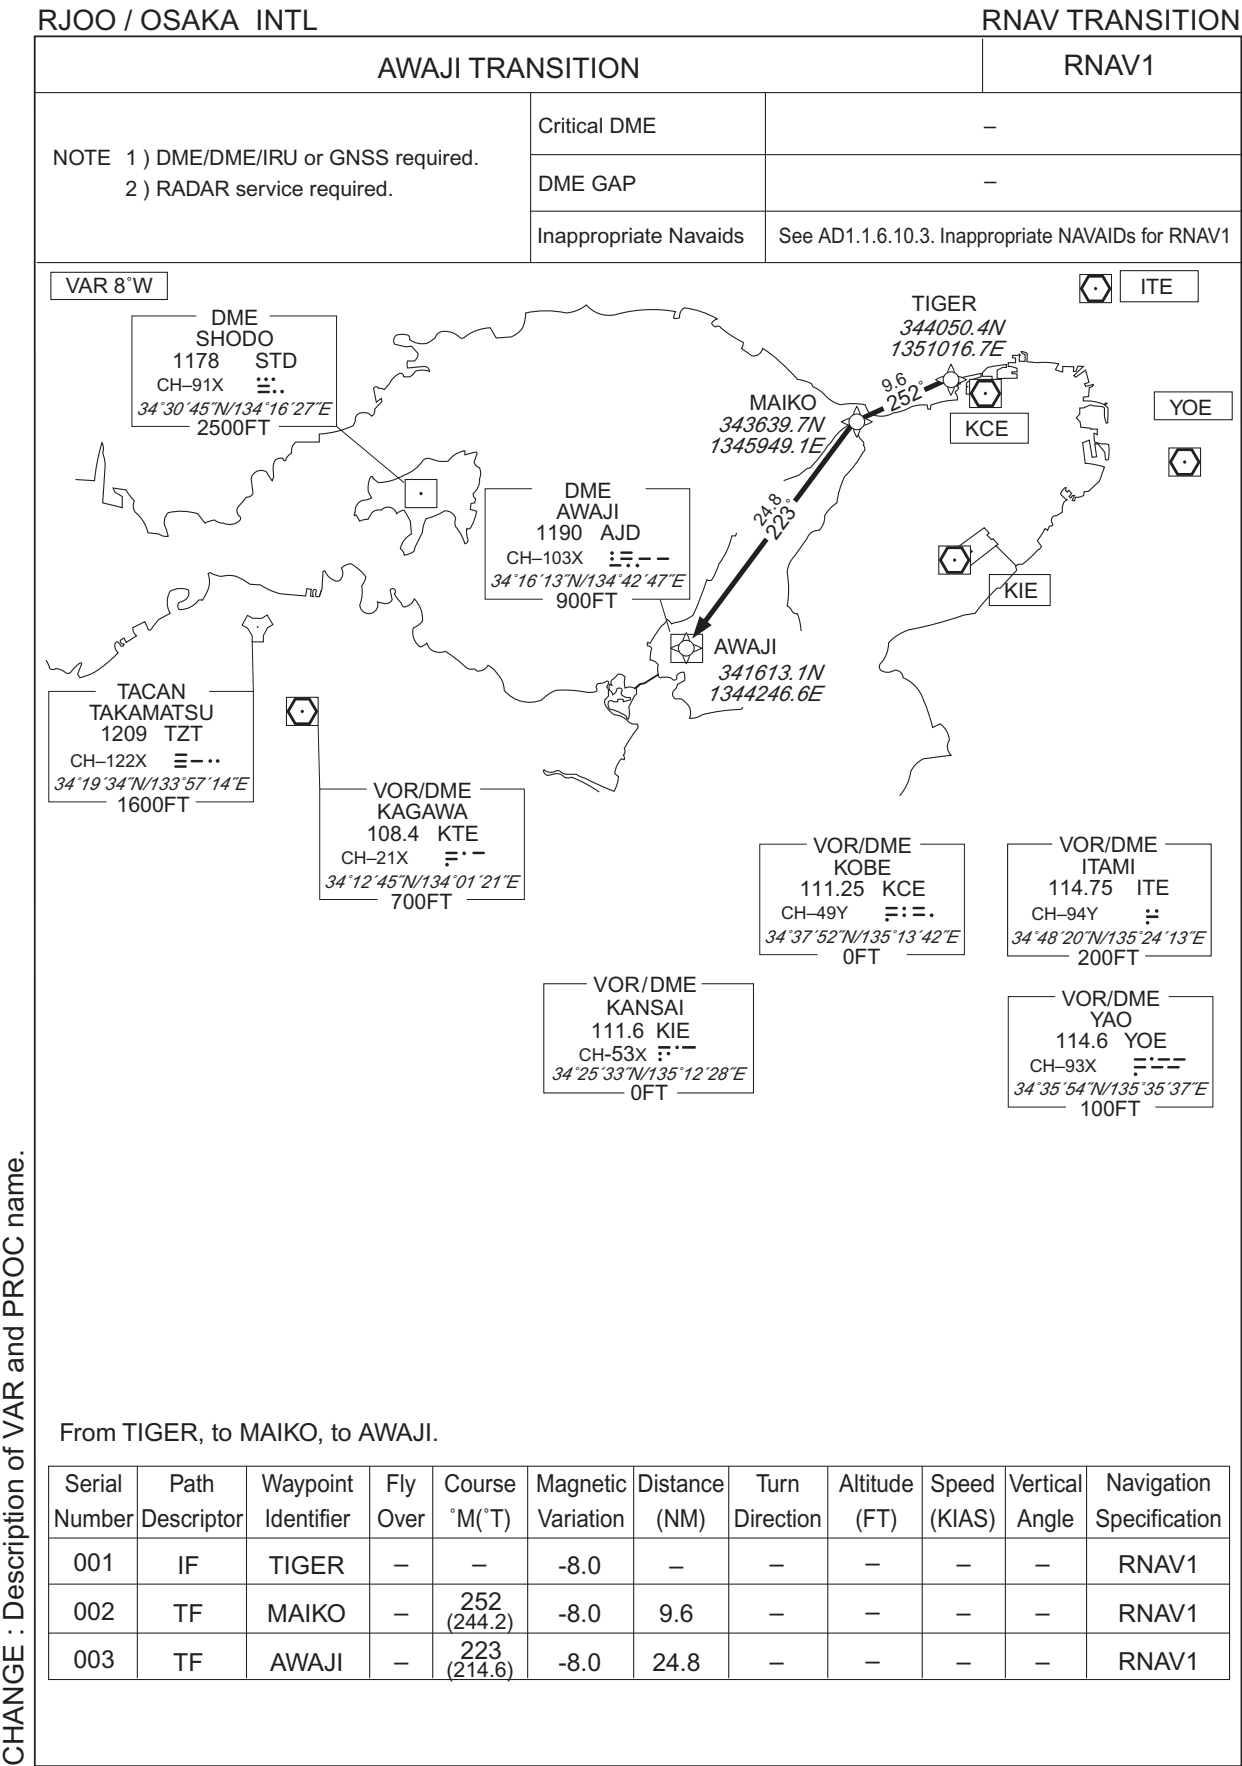 RJOO / OSAKA INTL
RNAV TRANSITION
AWAJI TRANSITION
RNAV1
NOTE 1 ) DME/DME/IRU or GNSS required.
2 ) RADAR service required.
Critical DME –
DME GAP –
Inappropriate Navaids See AD1.1.6.10.3. Inappropriate NAVAIDs for RNAV1
VAR 8˚W
DME
SHODO
1178 STD
CH–91X
34˚30´45˝N/134˚16´27˝E
2500FT
TIGER
344050.4N
1351016.7E
ITE
9.6
252˚
MAIKO
343639.7N
1345949.1E
KCE
YOE
24.8
223˚
DME
AWAJI
1190 AJD
CH–103X
34˚16´13˝N/134˚42´47˝E
900FT
KIE
AWAJI
341613.1N
1344246.6E
TACAN
TAKAMATSU
1209 TZT
CH–122X
34˚19´34˝N/133˚57´14˝E
1600FT
VOR/DME
KAGAWA
108.4 KTE
CH–21X
34˚12´45˝N/134˚01´21˝E
700FT
VOR/DME
KOBE
111.25 KCE
CH–49Y
34˚37´52˝N/135˚13´42˝E
0FT
VOR/DME
ITAMI
114.75 ITE
CH–94Y
34˚48´20˝N/135˚24´13˝E
200FT
VOR/DME
KANSAI
111.6 KIE
CH-53X
34˚25´33˝N/135˚12´28˝E
0FT
VOR/DME
YAO
114.6 YOE
CH–93X
34˚35´54˝N/135˚35´37˝E
100FT
From TIGER, to MAIKO, to AWAJI.
Serial Path Waypoint Fly Course Magnetic Distance Turn Altitude Speed Vertical Navigation
Number Descriptor Identifier Over ˚M(˚T) Variation (NM) Direction (FT) (KIAS) Angle Specification
001 IF TIGER – – -8.0 – – – – – RNAV1
002 TF MAIKO – 252 (244.2) -8.0 9.6 – – – – RNAV1
003 TF AWAJI – 223 (214.6) -8.0 24.8 – – – – RNAV1
CHANGE : Description of VAR and PROC name.